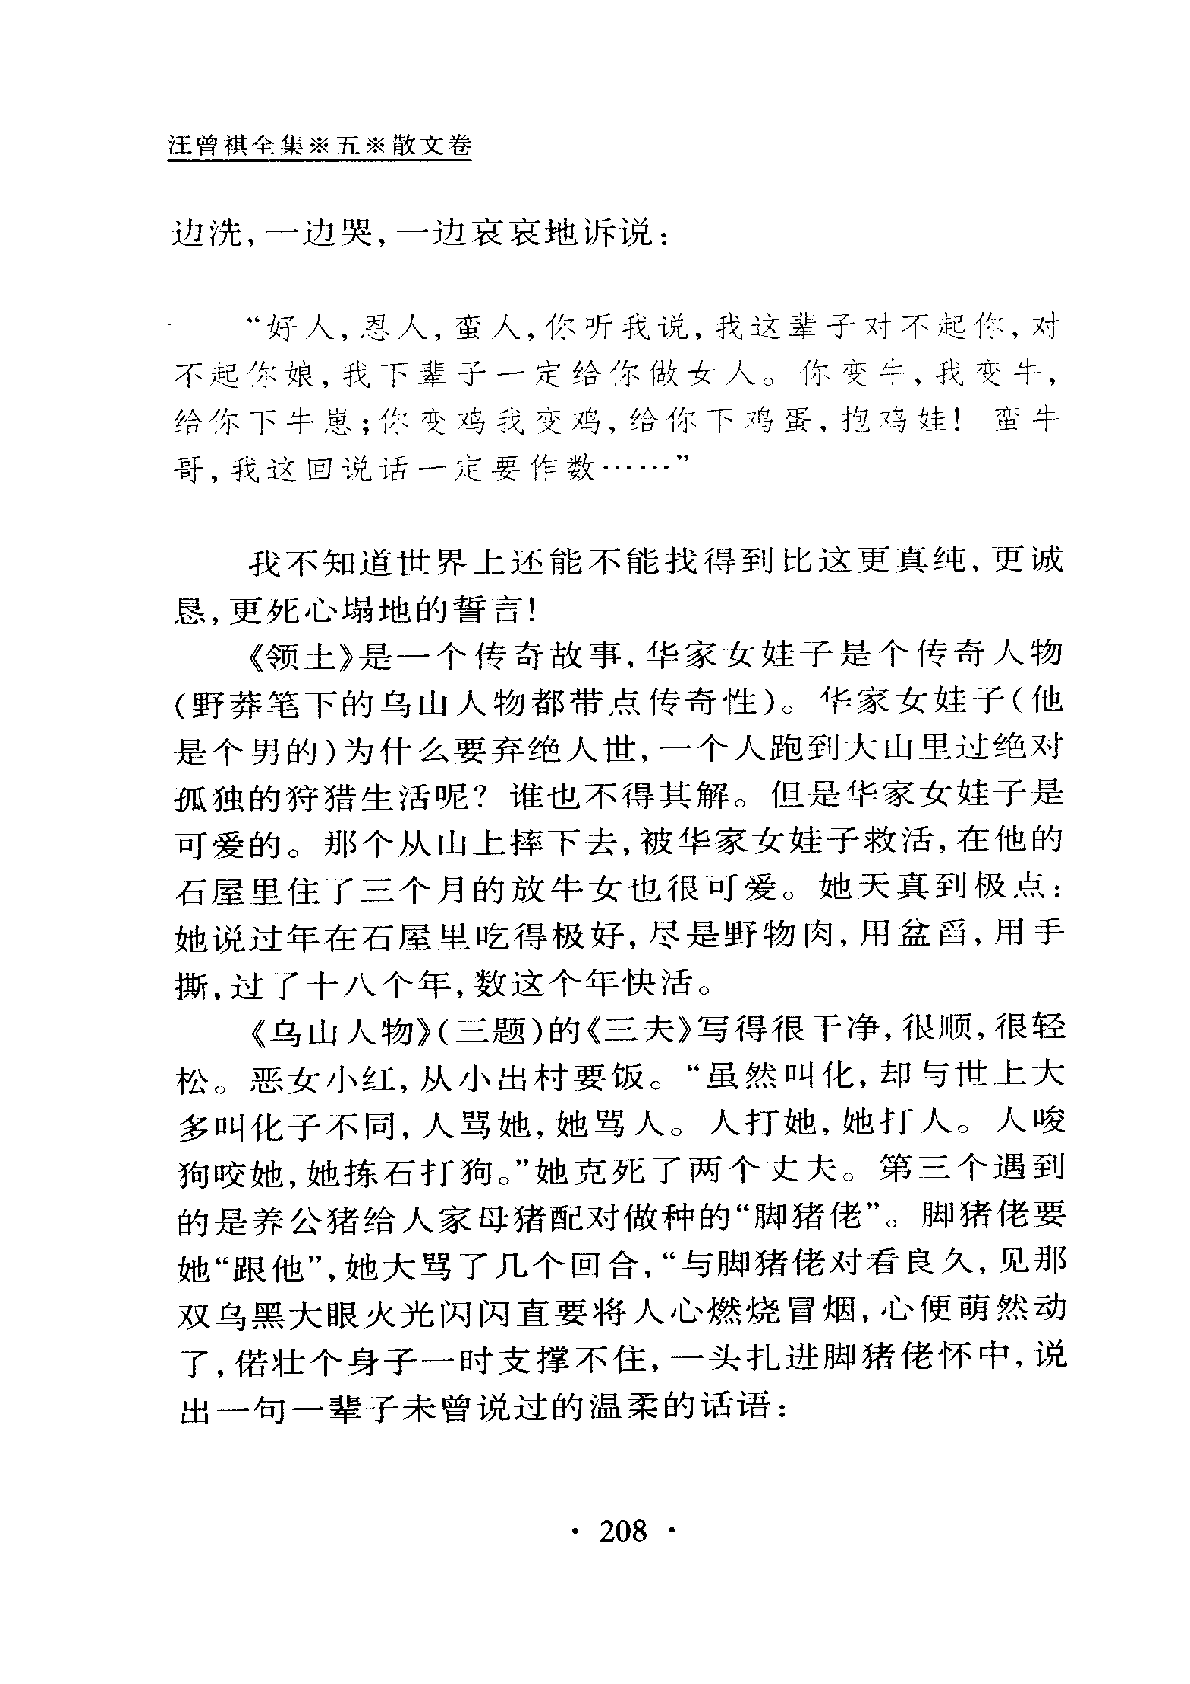 汪曾祺全集※五※散文卷
边洗,一边哭,一边哀哀地诉说:
“好人,恩人,蛮人,你听我说,我这辈子对不起你,对
不起你娘,我下辈子一定给你做女人。你变牛,我变牛,
给你下牛崽;你变鸡我变鸡,给你下鸡蛋,抱鸡娃! 蛮牛
哥,我这回说话一定要作数……”
我不知道世界上还能不能找得到比这更真纯,更诚
恳,更死心塌地的誓言!
《领土》是一个传奇故事,华家女娃子是个传奇人物
(野莽笔下的乌山人物都带点传奇性)。华家女娃子(他
是个男的)为什么要弃绝人世,一个人跑到大山里过绝对
孤独的狩猎生活呢? 谁也不得其解。但是华家女娃子是
可爱的。那个从山上摔下去,被华家女娃子救活,在他的
石屋里住了三个月的放牛女也很可爱。她天真到极点:
她说过年在石屋里吃得极好,尽是野物肉,用盆舀,用手
撕,过了十八个年,数这个年快活。
《乌山人物》(三题)的《三夫》写得很干净,很顺,很轻
松。恶女小红,从小出村要饭。“虽然叫化,却与世上大
多叫化子不同,人骂她,她骂人。人打她,她打人。人唆
狗咬她,她拣石打狗。”她克死了两个丈夫。第三个遇到
的是养公猪给人家母猪配对做种的“脚猪佬”。脚猪佬要
她“跟他”,她大骂了几个回合,“与脚猪佬对看良久,见那
双乌黑大眼火光闪闪直要将人心燃烧冒烟,心便萌然动
了,偌壮个身子一时支撑不住,一头扎进脚猪佬怀中,说
出一句一辈子未曾说过的温柔的话语:
· 208 ·